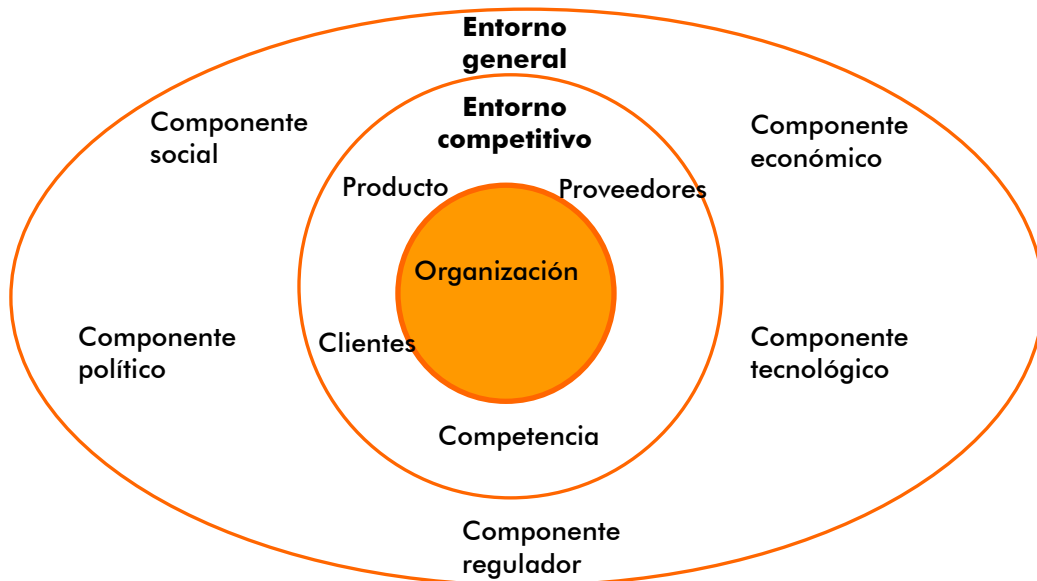 Entorno
general
Entorno
competitivo
Componente
social
Componente
económico
Producto
Proveedores
Organización
Componente
político
Clientes
Componente
tecnológico
Competencia
Componente
regulador